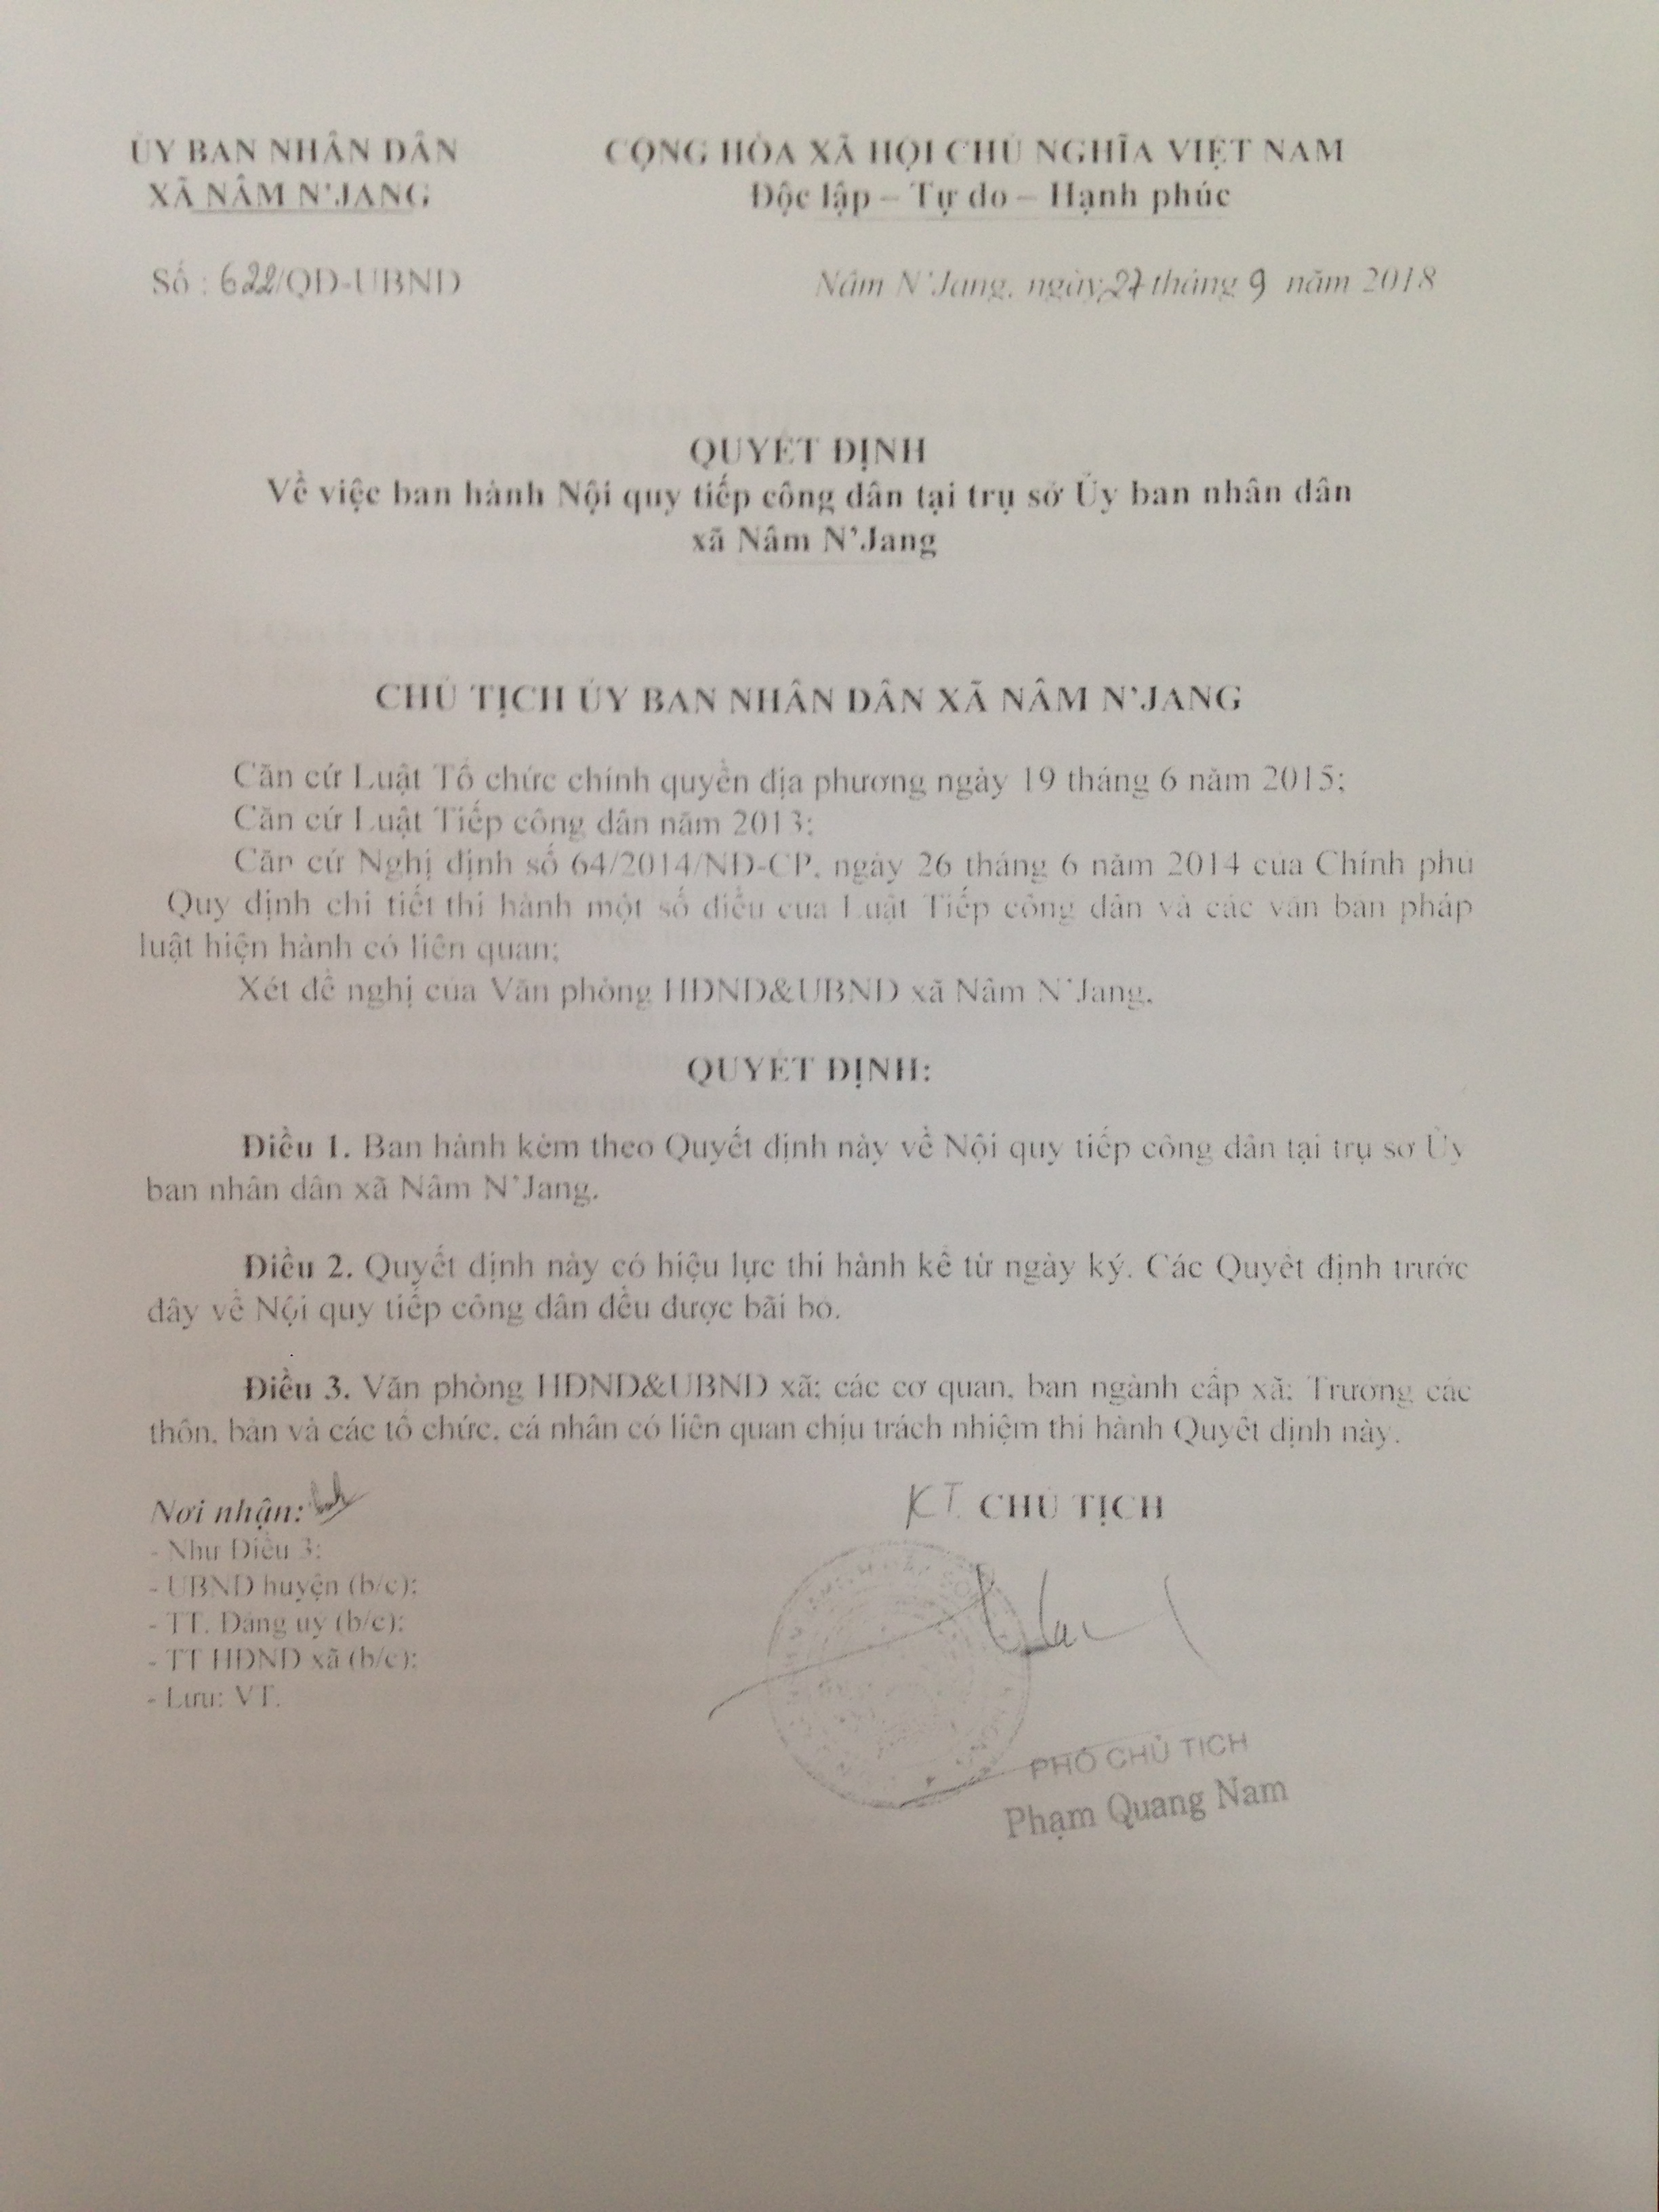 ỦY BAN NHÂN DÂN
XÃ NÂM N'JANG
CỘNG HÒA XÃ HỘI CHỦ NGHĨA VIỆT NAM
Độc lập – Tự do – Hạnh phúc
Số : 622/QĐ-UBND
Nâm N'Jang, ngày 27 tháng 9 năm 2018
QUYẾT ĐỊNH
Về việc ban hành Nội quy tiếp công dân tại trụ sở Ủy ban nhân dân
xã Nâm N'Jang
CHỦ TỊCH ỦY BAN NHÂN DÂN XÃ NÂM N'JANG
Căn cứ Luật Tổ chức chính quyền địa phương ngày 19 tháng 6 năm 2015;
Căn cứ Luật Tiếp công dân năm 2013;
Căn cứ Nghị định số 64/2014/NĐ-CP, ngày 26 tháng 6 năm 2014 của Chính phủ
Quy định chi tiết thi hành một số điều của Luật Tiếp công dân và các văn bản pháp
luật hiện hành có liên quan;
Xét đề nghị của Văn phòng HĐND&UBND xã Nâm N'Jang,
QUYẾT ĐỊNH:
Điều 1. Ban hành kèm theo Quyết định này về Nội quy tiếp công dân tại trụ sở Ủy
ban nhân dân xã Nâm N'Jang.
Điều 2. Quyết định này có hiệu lực thi hành kể từ ngày ký. Các Quyết định trước
đây về Nội quy tiếp công dân đều được bãi bỏ.
Điều 3. Văn phòng HĐND&UBND xã; các cơ quan, ban ngành cấp xã; Trưởng các
thôn, bản và các tổ chức, cá nhân có liên quan chịu trách nhiệm thi hành Quyết định này.
Nơi nhận:
- Như Điều 3;
- UBND huyện (b/c);
- TT. Đảng uỷ (b/c);
- TT HĐND xã (b/c);
- Lưu: VT.
KT. CHỦ TỊCH
PHÓ CHỦ TỊCH
Phạm Quang Nam